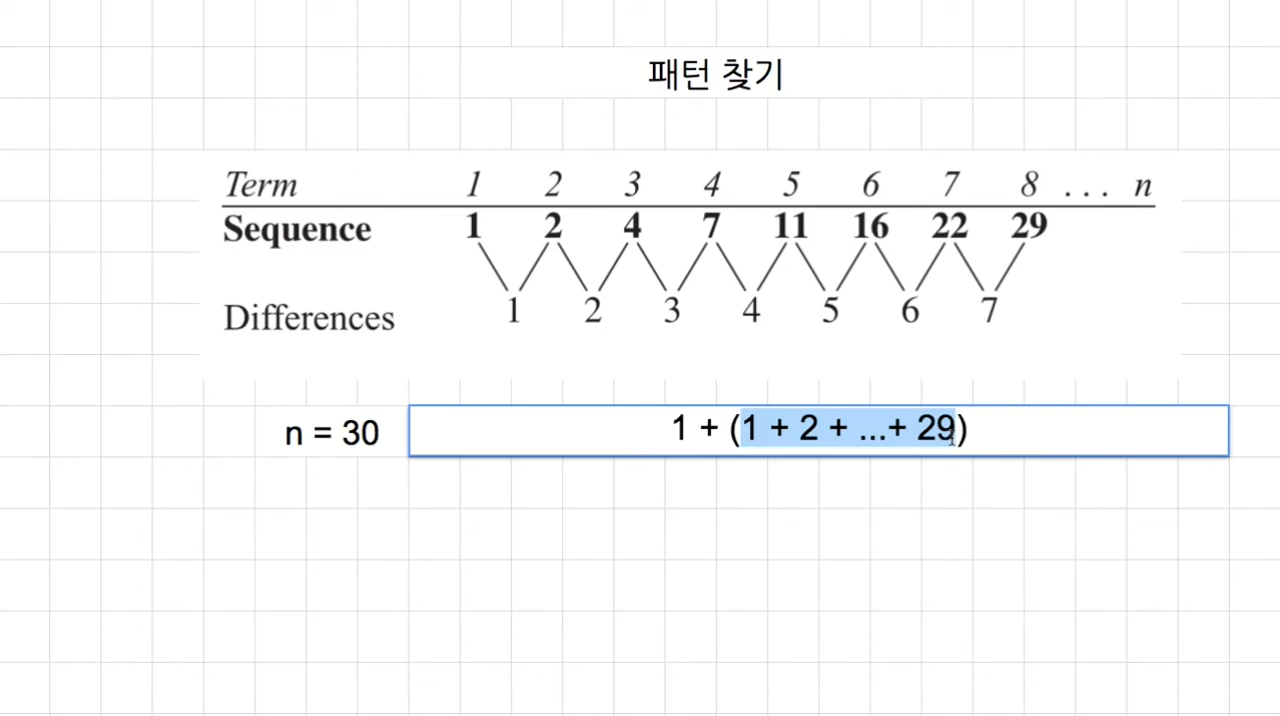 패턴 찾기
Term 1 2 3 4 5 6 7 8 . . . n
Sequence 1 2 4 7 11 16 22 29
Differences 1 2 3 4 5 6 7
n = 30 1 + (1 + 2 + ...+ 29)